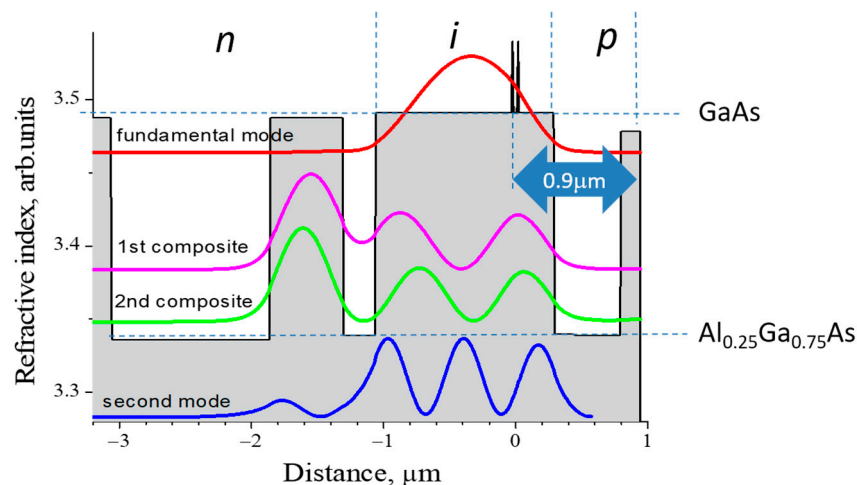 n i p
3.5
GaAs
fundamental mode
0.9μm
Refractive index, arb.units
1st composite
3.4
2nd composite
Al0.25Ga0.75As
3.3
second mode
−3 −2 −1 0 1
Distance, μm